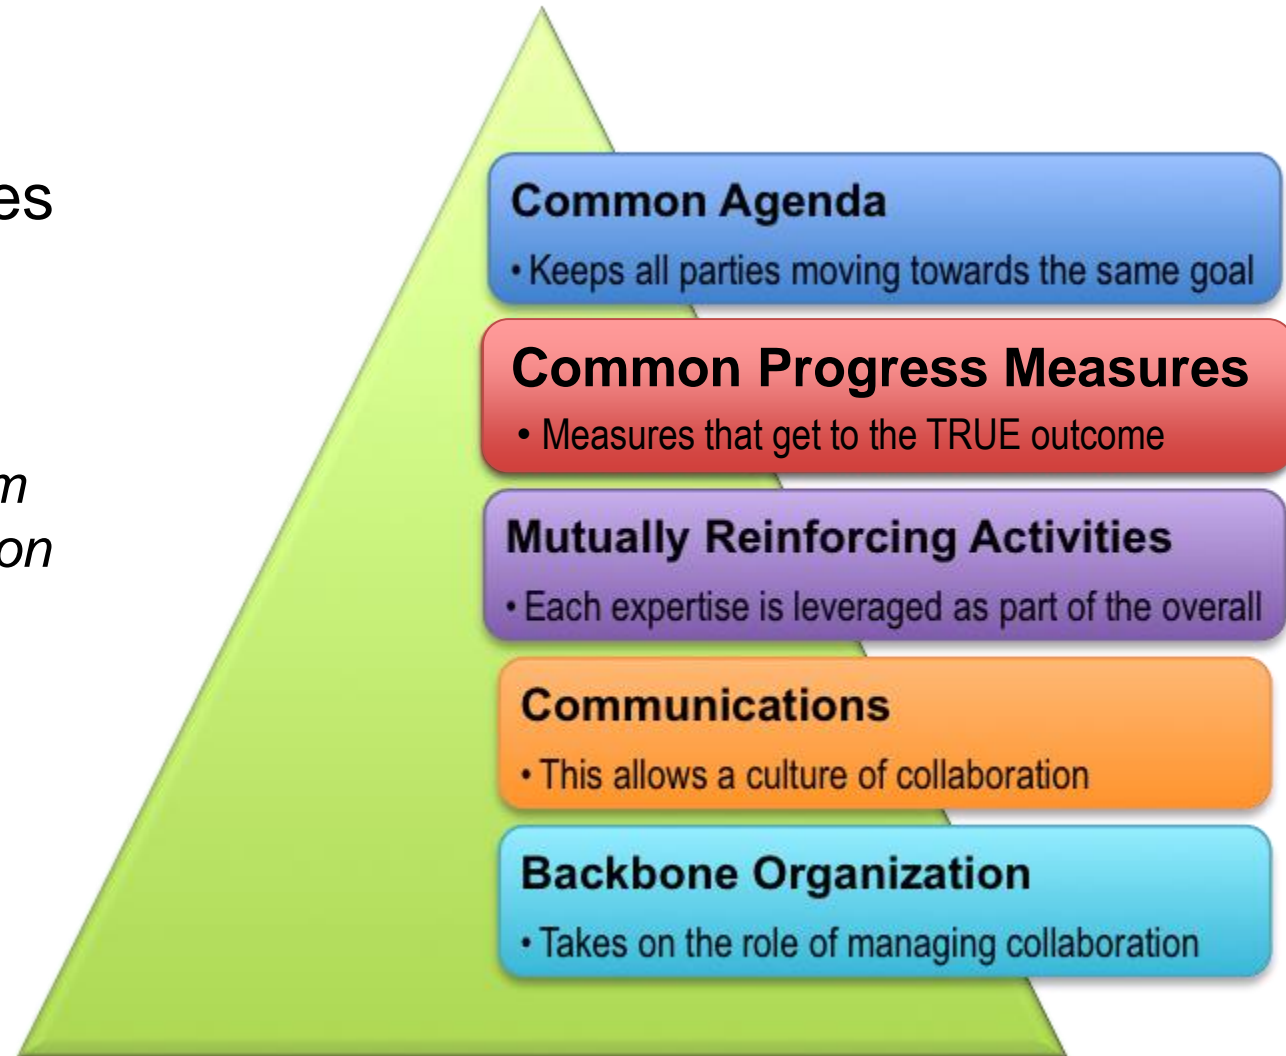 es
m
on
Common Agenda
• Keeps all parties moving towards the same goal
Common Progress Measures
• Measures that get to the TRUE outcome
Mutually Reinforcing Activities
• Each expertise is leveraged as part of the overall
Communications
• This allows a culture of collaboration
Backbone Organization
• Takes on the role of managing collaboration